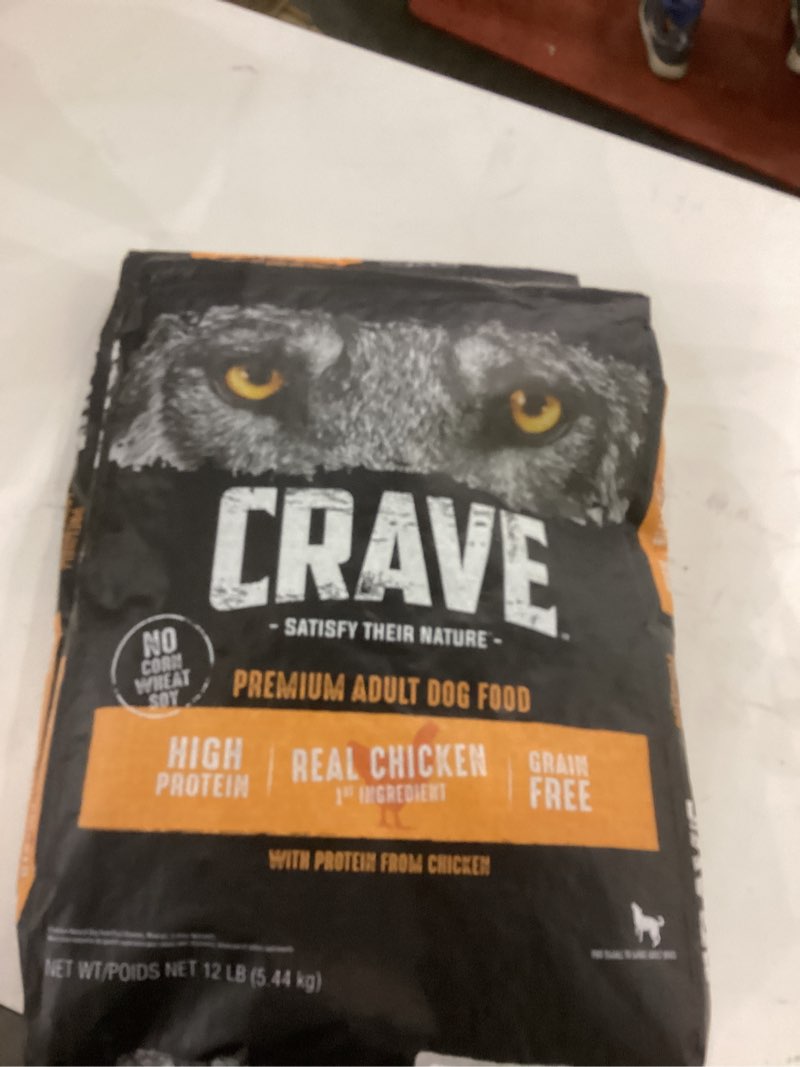 CRAVE
- SATISFY THEIR NATURE™ -
NO
CORN
WHEAT
SOY
PREMIUM ADULT DOG FOOD
HIGH
PROTEIN
REAL CHICKEN
1ST INGREDIENT
GRAIN
FREE
WITH PROTEIN FROM CHICKEN
NET WT/POIDS NET 12 LB (5.44 kg)